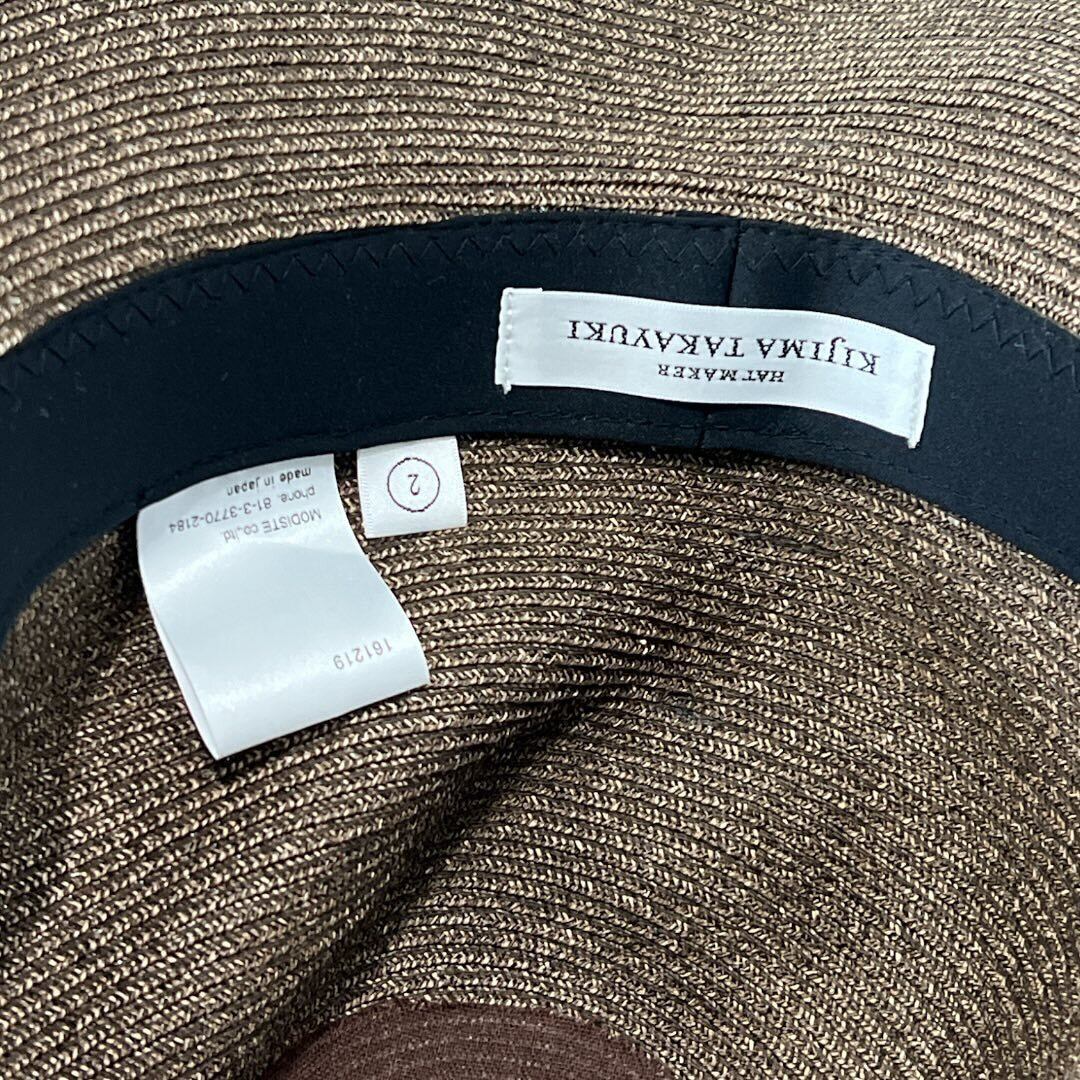 KIJIMA TAKAYUKI
HAT MAKER
2
161219
MODISTE co.,ltd.
phone. 81-3-3770-2184
made in japan